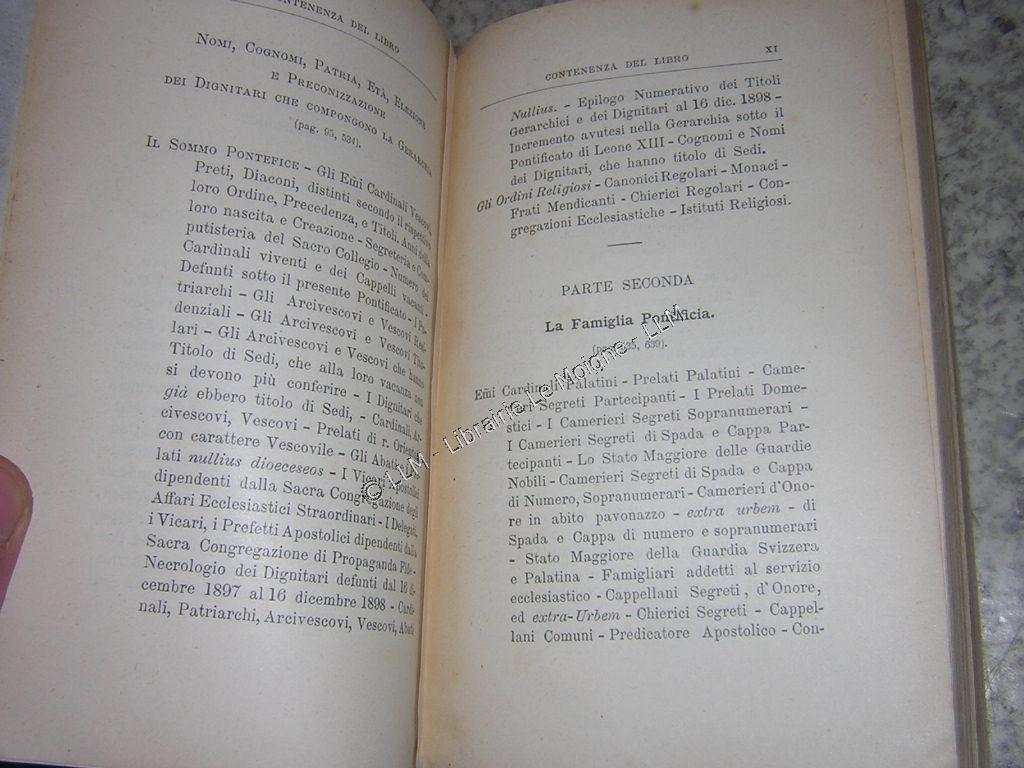 CONTENENZA DEL LIBRO
NOMI, COGNOMI, PATRIA, ETÀ, ELEZIONE
E PRECONIZZAZIONE
DEI DIGNITARI CHE COMPONGONO LA GERARCHIA
(pag. 95, 534).
IL SOMMO PONTEFICE - Gli Em̃i Cardinali Vescovi,
Preti, Diaconi, distinti secondo il rispettivo
loro Ordine, Precedenza, e Titoli. Anni della
loro nascita e Creazione - Segreteria e Com-
putisteria del Sacro Collegio - Numero dei
Cardinali viventi e dei Cappelli vacanti -
Defunti sotto il presente Pontificato - I Pa-
triarchi - Gli Arcivescovi e Vescovi Resi-
denziali - Gli Arcivescovi e Vescovi Tito-
lari - Gli Arcivescovi e Vescovi che hanno
Titolo di Sedi, che alla loro vacanza non
si devono più conferire - I Dignitari che
già ebbero titolo di Sedi, - Cardinali, Ar-
civescovi, Vescovi - Prelati di r. Orientale
con carattere Vescovile - Gli Abati
lati nullius dioeceseos - I Vicari Apostolici
dipendenti dalla Sacra Congregazione degli
Affari Ecclesiastici Straordinari - I Delegati,
i Vicari, i Prefetti Apostolici dipendenti dalla
Sacra Congregazione di Propaganda Fide -
Necrologio dei Dignitari defunti dal 16 di-
cembre 1897 al 16 dicembre 1898 - Cardi-
nali, Patriarchi, Arcivescovi, Vescovi, Abati
CONTENENZA DEL LIBRO XI
Nullius. - Epilogo Numerativo dei Titoli
Gerarchici e dei Dignitari al 16 dic. 1898 -
Incremento avutesi nella Gerarchia sotto il
Pontificato di Leone XIII - Cognomi e Nomi
dei Dignitari, che hanno titolo di Sedi.
Gli Ordini Religiosi - Canonici Regolari - Monaci -
Frati Mendicanti - Chierici Regolari - Con-
gregazioni Ecclesiastiche - Istituti Religiosi.
PARTE SECONDA
La Famiglia Pontificia.
(pag. 535, 639).
Em̃i Cardinali Palatini - Prelati Palatini - Came-
rieri Segreti Partecipanti - I Prelati Dome-
stici - I Camerieri Segreti Sopranumerari -
I Camerieri Segreti di Spada e Cappa Par-
tecipanti - Lo Stato Maggiore delle Guardie
Nobili - Camerieri Segreti di Spada e Cappa
di Numero, Sopranumerari - Camerieri d'Ono-
re in abito pavonazzo - extra urbem - di
Spada e Cappa di numero e sopranumerari
- Stato Maggiore della Guardia Svizzera
e Palatina - Famigliari addetti al servizio
ecclesiastico - Cappellani Segreti, d'Onore,
ed extra-Urbem - Chierici Segreti - Cappel-
lani Comuni - Predicatore Apostolico - Con-
© LLM - Librairie Le Moigne - LLM